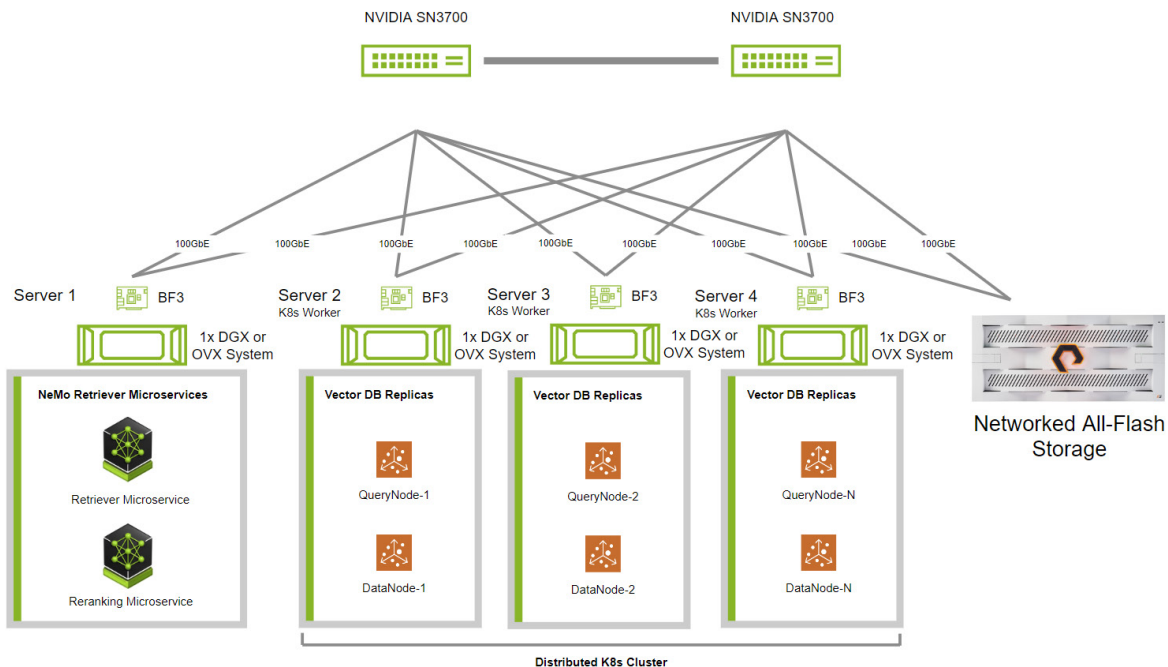 NVIDIA SN3700
NVIDIA SN3700
100GbE
100GbE
100GbE
100GbE
100GbE
100GbE
100GbE
100GbE
100GbE
100GbE
Server 1
BF3
1x DGX or
OVX System
Server 2
K8s Worker
BF3
1x DGX or
OVX System
Server 3
K8s Worker
BF3
1x DGX or
OVX System
Server 4
K8s Worker
BF3
1x DGX or
OVX System
Networked All-Flash
Storage
NeMo Retriever Microservices
Retriever Microservice
Reranking Microservice
Vector DB Replicas
QueryNode-1
DataNode-1
Vector DB Replicas
QueryNode-2
DataNode-2
Vector DB Replicas
QueryNode-N
DataNode-N
Distributed K8s Cluster